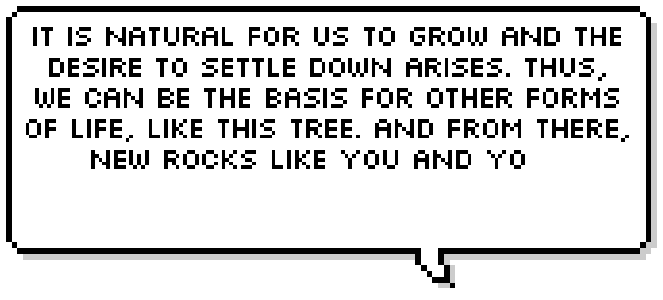 IT IS NATURAL FOR US TO GROW AND THE
DESIRE TO SETTLE DOWN ARISES. THUS,
WE CAN BE THE BASIS FOR OTHER FORMS
OF LIFE, LIKE THIS TREE. AND FROM THERE,
NEW ROCKS LIKE YOU AND YO